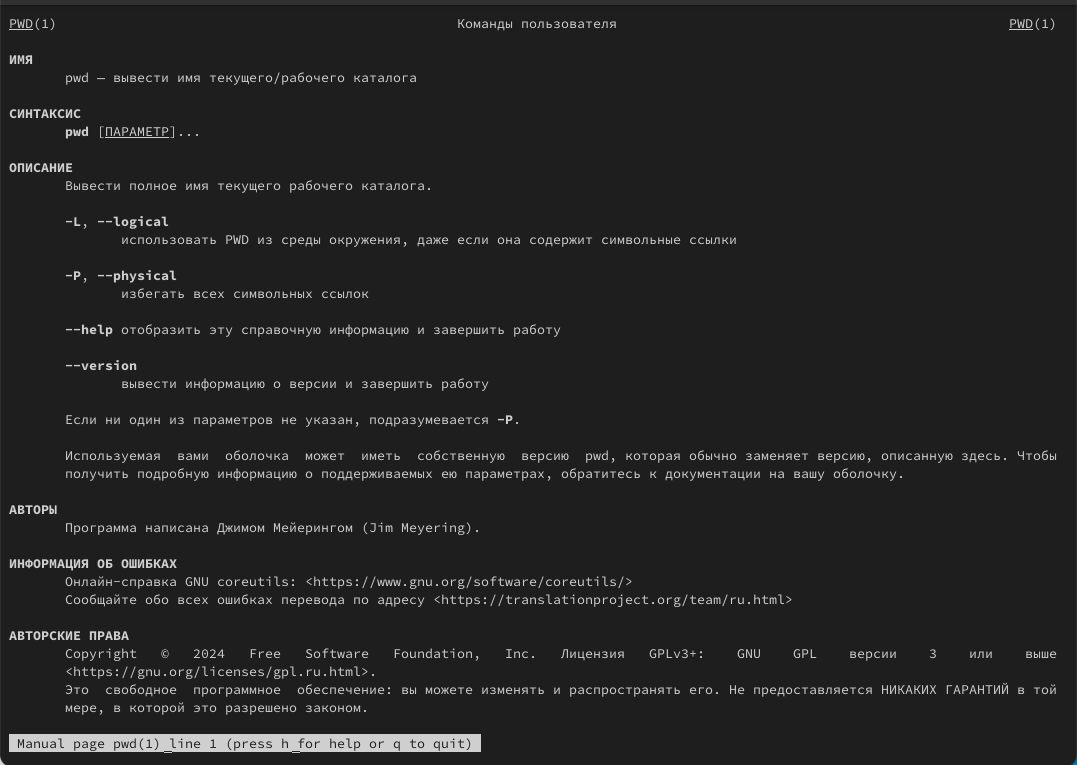 PWD(1) Команды пользователя PWD(1)
ИМЯ
pwd — вывести имя текущего/рабочего каталога
СИНТАКСИС
pwd [ПАРАМЕТР]...
ОПИСАНИЕ
Вывести полное имя текущего рабочего каталога.
-L, --logical
использовать PWD из среды окружения, даже если она содержит символьные ссылки
-P, --physical
избегать всех символьных ссылок
--help отобразить эту справочную информацию и завершить работу
--version
вывести информацию о версии и завершить работу
Если ни один из параметров не указан, подразумевается -P.
Используемая вами оболочка может иметь собственную версию pwd, которая обычно заменяет версию, описанную здесь. Чтобы
получить подробную информацию о поддерживаемых ею параметрах, обратитесь к документации на вашу оболочку.
АВТОРЫ
Программа написана Джимом Мейерингом (Jim Meyering).
ИНФОРМАЦИЯ ОБ ОШИБКАХ
Онлайн-справка GNU coreutils: <https://www.gnu.org/software/coreutils/>
Сообщайте обо всех ошибках перевода по адресу <https://translationproject.org/team/ru.html>
АВТОРСКИЕ ПРАВА
Copyright © 2024 Free Software Foundation, Inc. Лицензия GPLv3+: GNU GPL версии 3 или выше
<https://gnu.org/licenses/gpl.ru.html>.
Это свободное программное обеспечение: вы можете изменять и распространять его. Не предоставляется НИКАКИХ ГАРАНТИЙ в той
мере, в которой это разрешено законом.
Manual page pwd(1) line 1 (press h for help or q to quit)